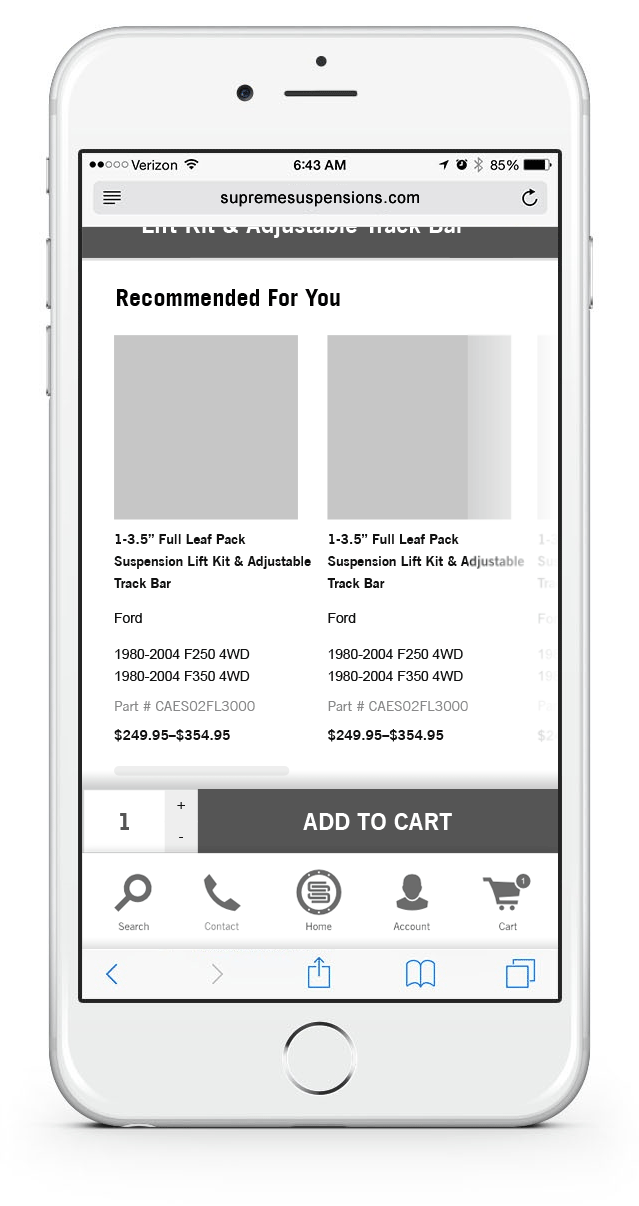 Verizon 6:43 AM 85%
supremesuspensions.com
Lift Kit & Adjustable Track Bar
Recommended For You
1-3.5” Full Leaf Pack
Suspension Lift Kit & Adjustable
Track Bar
Ford
1980-2004 F250 4WD
1980-2004 F350 4WD
Part # CAES02FL3000
$249.95–$354.95
1-3.5” Full Leaf Pack
Suspension Lift Kit & Adjustable
Track Bar
Ford
1980-2004 F250 4WD
1980-2004 F350 4WD
Part # CAES02FL3000
$249.95–$354.95
1 + -
ADD TO CART
1
Search Contact Home Account Cart